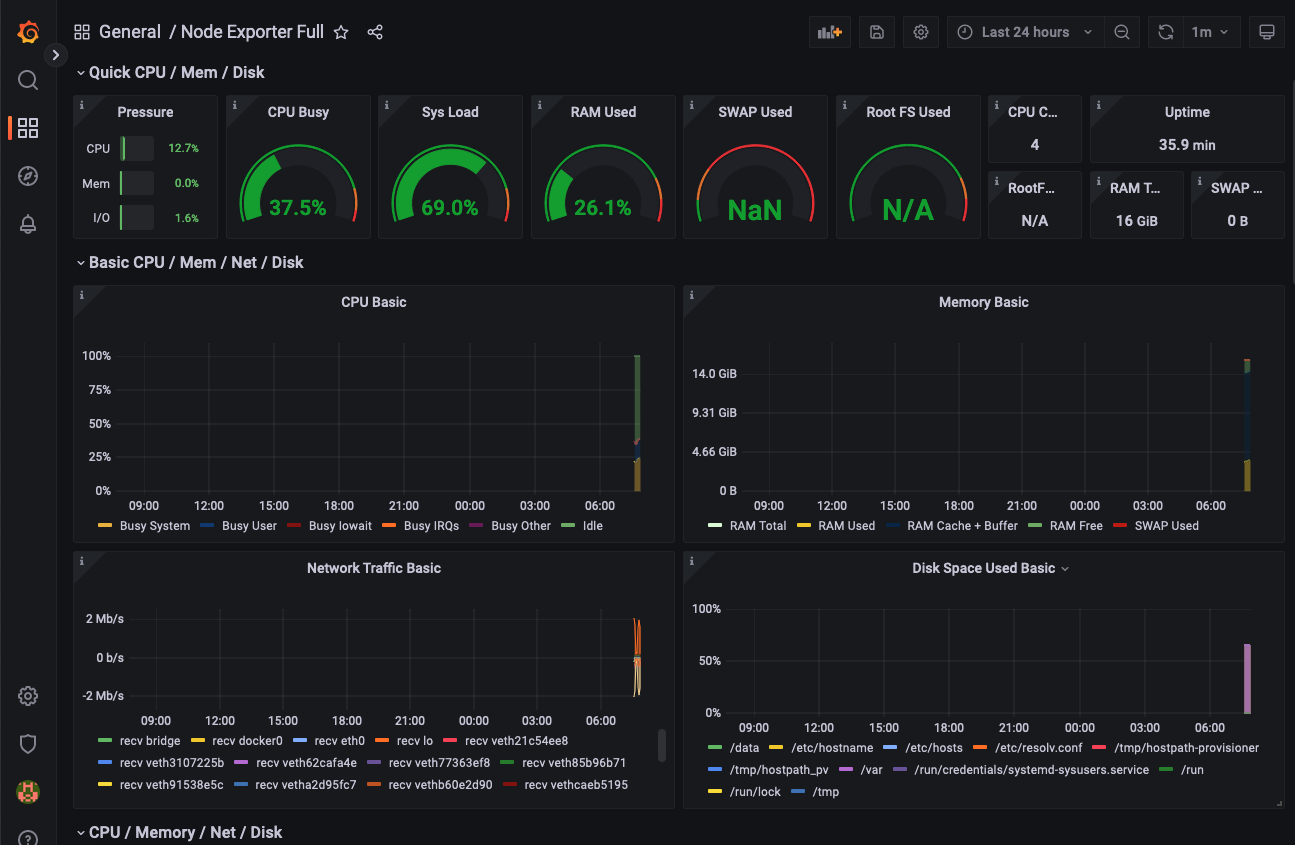 General / Node Exporter Full
Last 24 hours
1m
Quick CPU / Mem / Disk
Pressure
CPU 12.7%
Mem 0.0%
I/O 1.6%
CPU Busy
37.5%
Sys Load
69.0%
RAM Used
26.1%
SWAP Used
NaN
Root FS Used
N/A
CPU C...
4
Uptime
35.9 min
RootF...
N/A
RAM T...
16 GiB
SWAP ...
0 B
Basic CPU / Mem / Net / Disk
CPU Basic
100%
75%
50%
25%
0%
09:00 12:00 15:00 18:00 21:00 00:00 03:00 06:00
Busy System Busy User Busy Iowait Busy IRQs Busy Other Idle
Memory Basic
14.0 GiB
9.31 GiB
4.66 GiB
0 B
09:00 12:00 15:00 18:00 21:00 00:00 03:00 06:00
RAM Total RAM Used RAM Cache + Buffer RAM Free SWAP Used
Network Traffic Basic
2 Mb/s
0 b/s
-2 Mb/s
09:00 12:00 15:00 18:00 21:00 00:00 03:00 06:00
recv bridge recv docker0 recv eth0 recv lo recv veth21c54ee8
recv veth3107225b recv veth62cafa4e recv veth77363ef8 recv veth85b96b71
recv veth91538e5c recv vetha2d95fc7 recv vethb60e2d90 recv vethcaeb5195
Disk Space Used Basic
100%
50%
0%
09:00 12:00 15:00 18:00 21:00 00:00 03:00 06:00
/data /etc/hostname /etc/hosts /etc/resolv.conf /tmp/hostpath-provisioner
/tmp/hostpath_pv /var /run/credentials/systemd-sysusers.service /run
/run/lock /tmp
CPU / Memory / Net / Disk